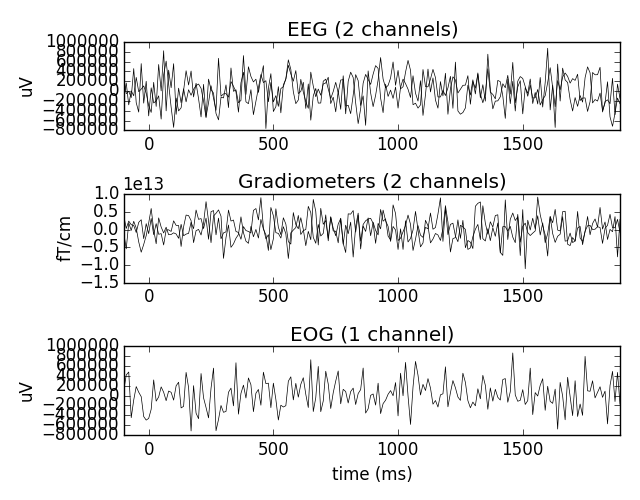 EEG (2 channels)
1000000
800000
600000
400000
200000
0
−200000
−400000
−600000
−800000
uV
0 500 1000 1500
Gradiometers (2 channels)
1e13
1.0
0.5
0.0
−0.5
−1.0
−1.5
fT/cm
0 500 1000 1500
EOG (1 channel)
1000000
800000
600000
400000
200000
0
−200000
−400000
−600000
−800000
uV
0 500 1000 1500
time (ms)